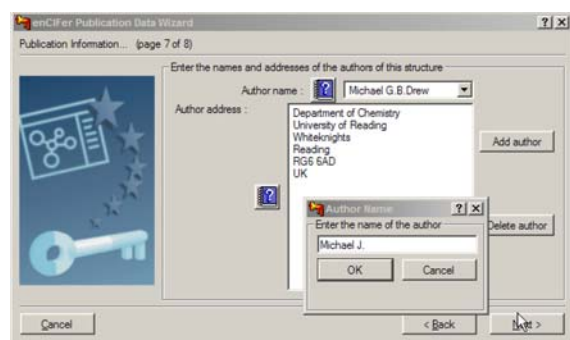 enCIFer Publication Data Wizard
Publication Information... (page 7 of 8)
Enter the names and addresses of the authors of this structure
Author name :
Michael G.B.Drew
Author address :
Department of Chemistry
University of Reading
Whiteknights
Reading
RG6 6AD
UK
Add author
Author Name
Enter the name of the author
Michael J.
OK
Cancel
Delete author
Cancel
< Back
Next >